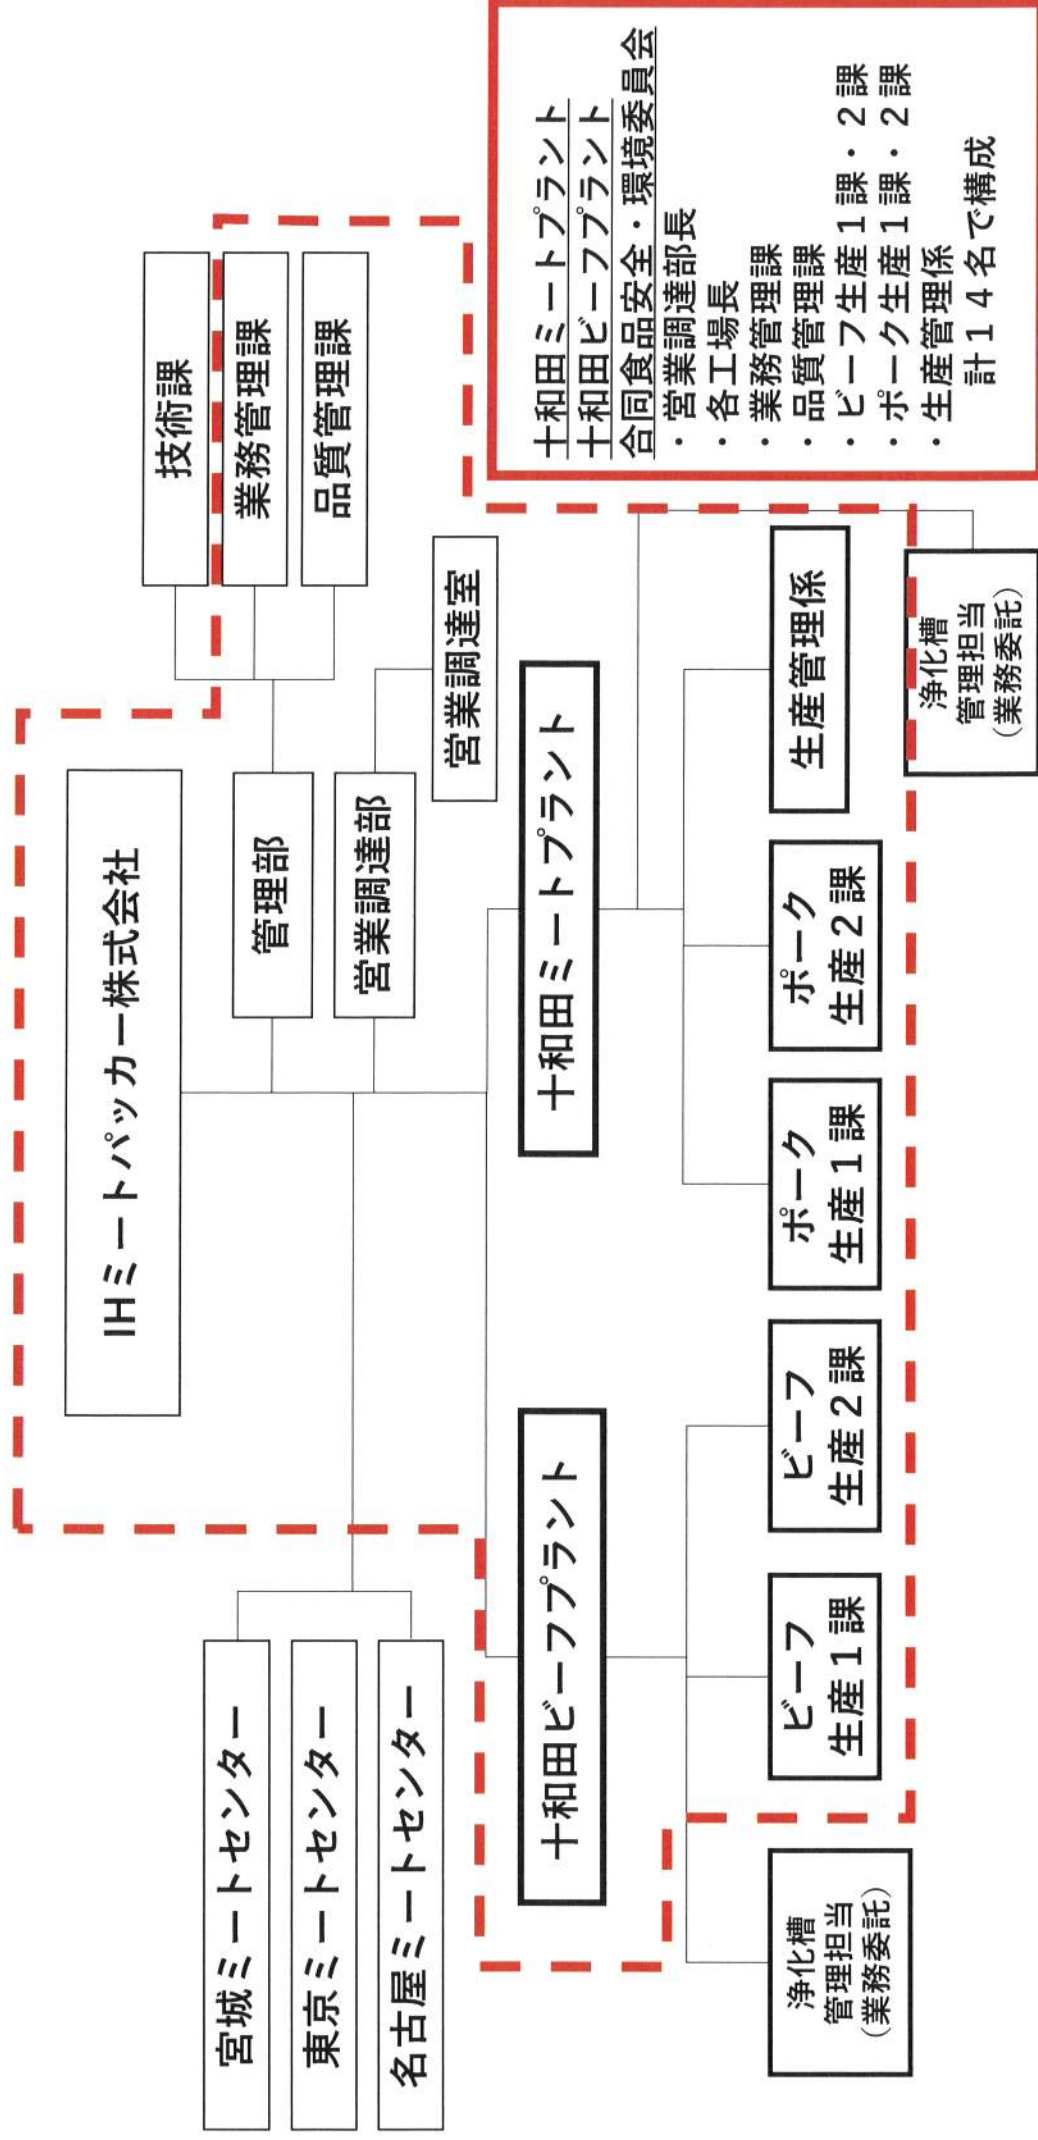 IHミートパッカー株式会社
技術課
管理部
業務管理課
品質管理課
営業調達部
営業調達室
宮城ミートセンター
東京ミートセンター
名古屋ミートセンター
十和田ビーフプラント
十和田ミートプラント
浄化槽
管理担当
(業務委託)
ビーフ
生産1課
ビーフ
生産2課
ポーク
生産1課
ポーク
生産2課
生産管理係
浄化槽
管理担当
(業務委託)
十和田ミートプラント
十和田ビーフプラント
合同食品安全・環境委員会
・営業調達部長
・各工場長
・業務管理課
・品質管理課
・ビーフ生産1課・2課
・ポーク生産1課・2課
・生産管理係
計14名で構成